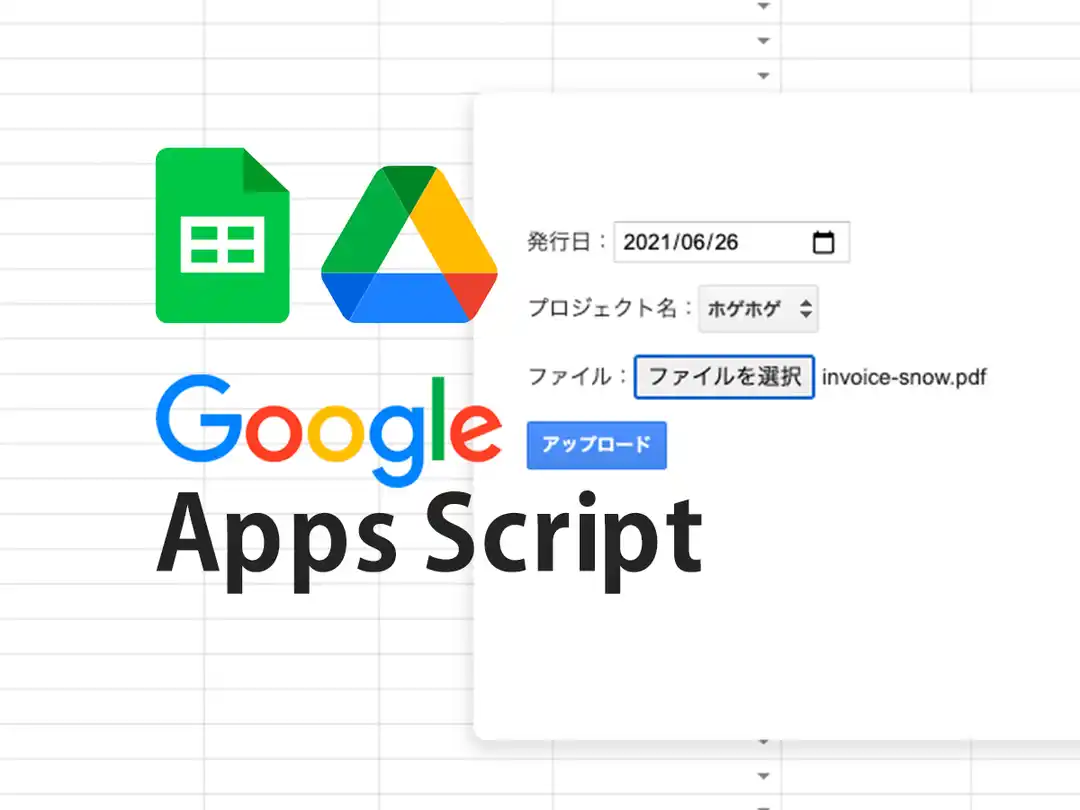 発行日：2021/06/26
プロジェクト名：ホゲホゲ
ファイル：ファイルを選択 invoice-snow.pdf
アップロード
Google
Apps Script